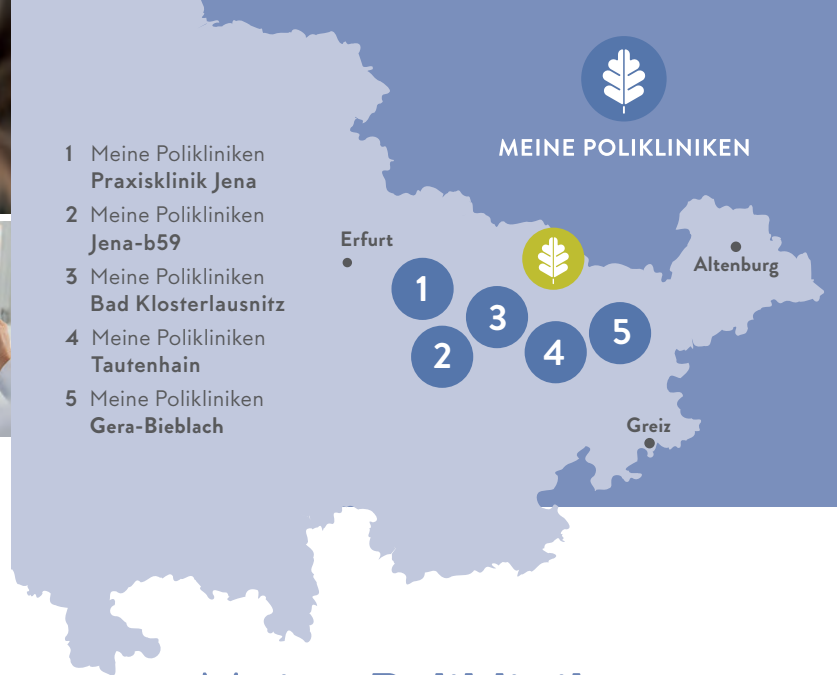 MEINE POLIKLINIKEN
1 Meine Polikliniken
Praxisklinik Jena
2 Meine Polikliniken
Jena-b59
3 Meine Polikliniken
Bad Klosterlausnitz
4 Meine Polikliniken
Tautenhain
5 Meine Polikliniken
Gera-Bieblach
Erfurt
Altenburg
1
3
5
2
4
Greiz